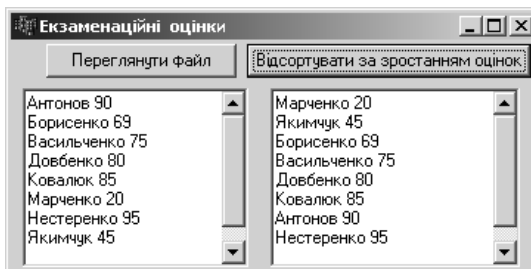 Екзаменаційні оцінки
Переглянути файл
Відсортувати за зростанням оцінок
Антонов 90
Борисенко 69
Васильченко 75
Довбенко 80
Ковалюк 85
Марченко 20
Нестеренко 95
Якимчук 45
Марченко 20
Якимчук 45
Борисенко 69
Васильченко 75
Довбенко 80
Ковалюк 85
Антонов 90
Нестеренко 95